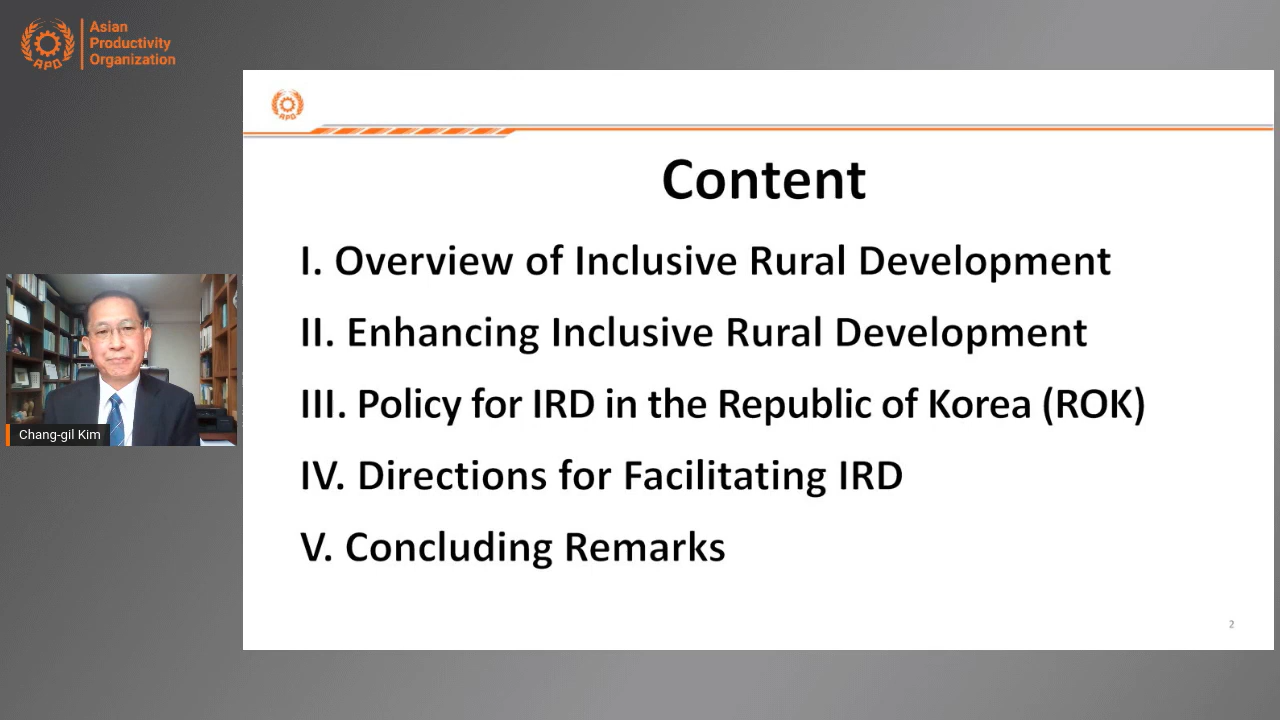 Asian
Productivity
Organization
APO
APO
Content
I. Overview of Inclusive Rural Development
II. Enhancing Inclusive Rural Development
III. Policy for IRD in the Republic of Korea (ROK)
IV. Directions for Facilitating IRD
V. Concluding Remarks
Chang-gil Kim
2